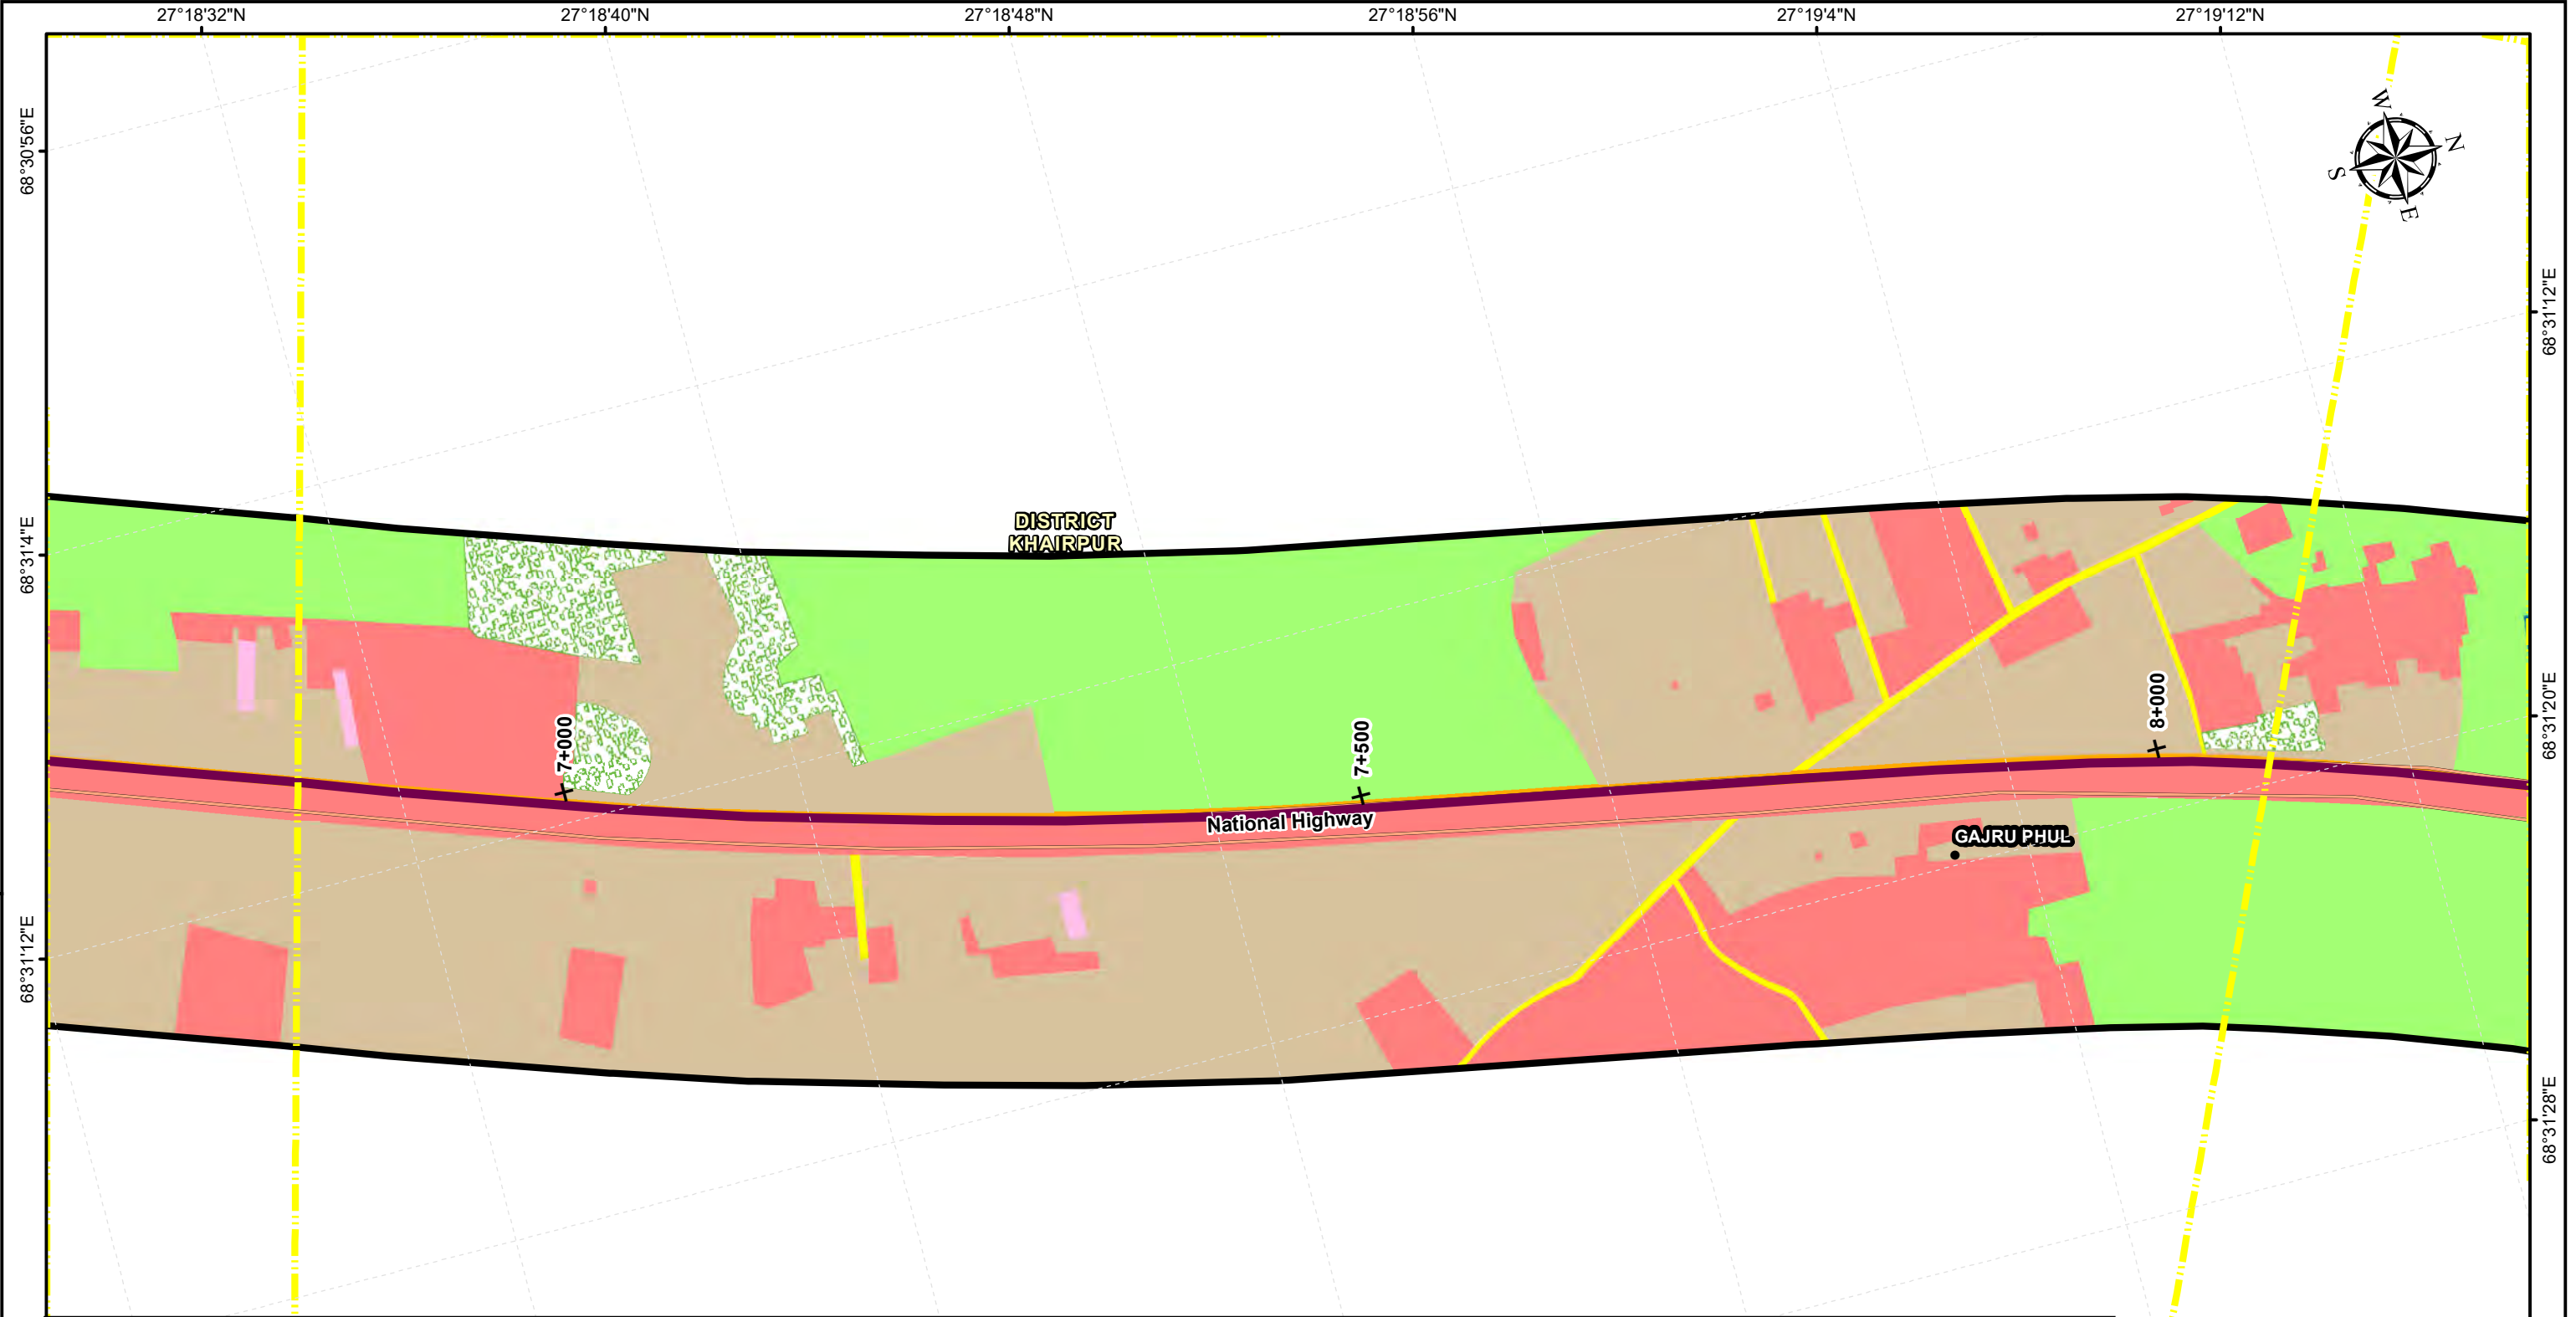 27°18'32"N
27°18'40"N
27°18'48"N
27°18'56"N
27°19'4"N
27°19'12"N
68°30'56"E
68°31'4"E
68°31'12"E
68°31'12"E
68°31'20"E
68°31'28"E
W
N
S
E
DISTRICT
KHAIRPUR
7+000
7+500
8+000
National Highway
GAJRU PHUL